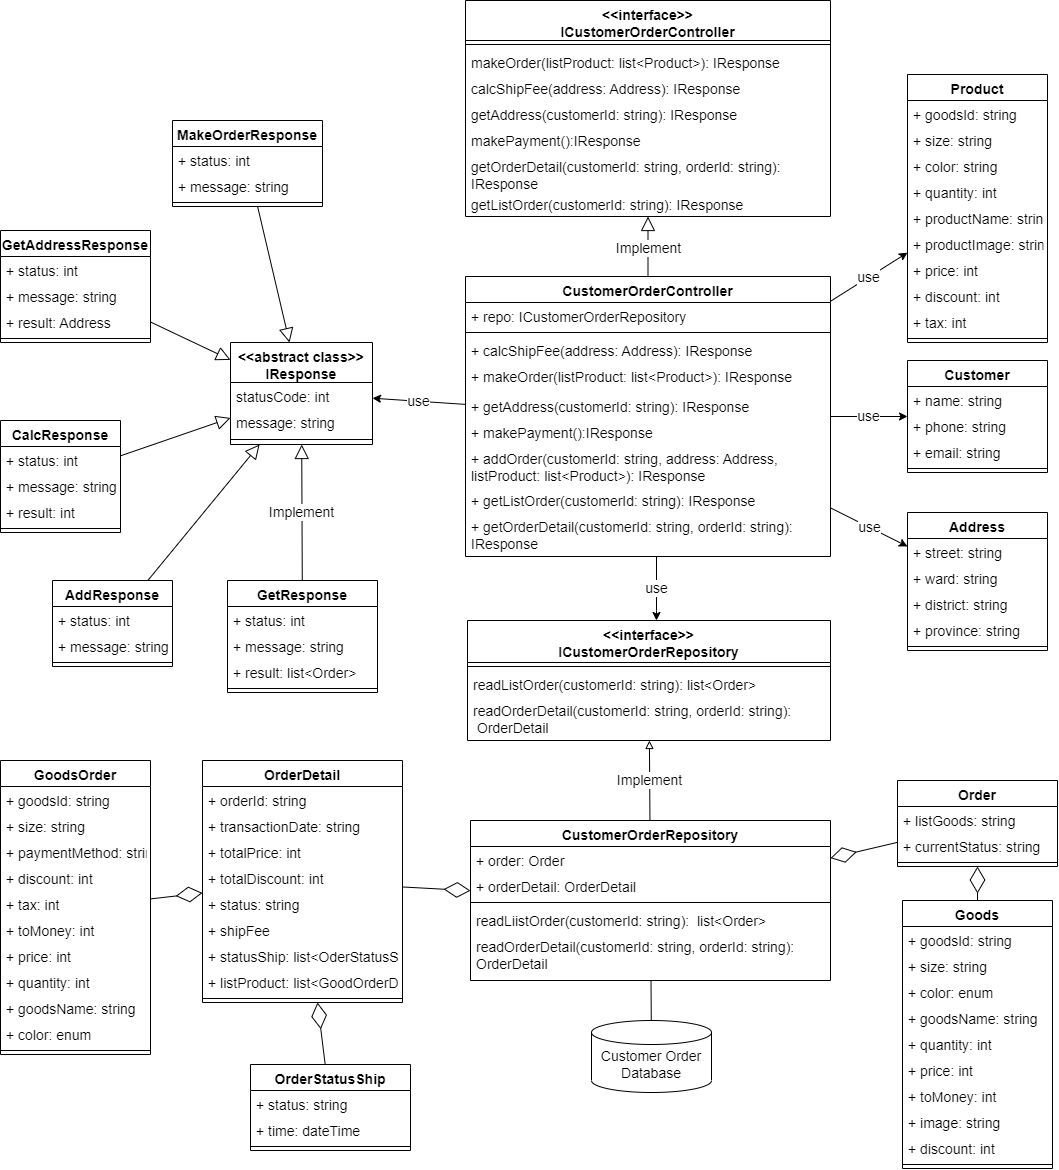 <<interface>>
ICustomerOrderController
makeOrder(listProduct: list<Product>): IResponse
calcShipFee(address: Address): IResponse
getAddress(customerId: string): IResponse
makePayment():IResponse
getOrderDetail(customerId: string, orderId: string):
IResponse
getListOrder(customerId: string): IResponse
Product
+ goodsId: string
+ size: string
+ color: string
+ quantity: int
+ productName: strin
+ productImage: strin
+ price: int
+ discount: int
+ tax: int
MakeOrderResponse
+ status: int
+ message: string
GetAddressResponse
+ status: int
+ message: string
+ result: Address
Implement
use
CustomerOrderController
+ repo: ICustomerOrderRepository
+ calcShipFee(address: Address): IResponse
+ makeOrder(listProduct: list<Product>): IResponse
+ getAddress(customerId: string): IResponse
+ makePayment():IResponse
+ addOrder(customerId: string, address: Address,
listProduct: list<Product>): IResponse
+ getListOrder(customerId: string): IResponse
+ getOrderDetail(customerId: string, orderId: string):
IResponse
<<abstract class>>
IResponse
statusCode: int
message: string
use
Customer
+ name: string
+ phone: string
+ email: string
use
CalcResponse
+ status: int
+ message: string
+ result: int
Implement
use
Address
+ street: string
+ ward: string
+ district: string
+ province: string
AddResponse
+ status: int
+ message: string
GetResponse
+ status: int
+ message: string
+ result: list<Order>
use
<<interface>>
ICustomerOrderRepository
readListOrder(customerId: string): list<Order>
readOrderDetail(customerId: string, orderId: string):
OrderDetail
Implement
GoodsOrder
+ goodsId: string
+ size: string
+ paymentMethod: stri
+ discount: int
+ tax: int
+ toMoney: int
+ price: int
+ quantity: int
+ goodsName: string
+ color: enum
OrderDetail
+ orderId: string
+ transactionDate: string
+ totalPrice: int
+ totalDiscount: int
+ status: string
+ shipFee
+ statusShip: list<OderStatusS
+ listProduct: list<GoodOrderD
CustomerOrderRepository
+ order: Order
+ orderDetail: OrderDetail
readLiistOrder(customerId: string): list<Order>
readOrderDetail(customerId: string, orderId: string):
OrderDetail
Order
+ listGoods: string
+ currentStatus: string
Goods
+ goodsId: string
+ size: string
+ color: enum
+ goodsName: string
+ quantity: int
+ price: int
+ toMoney: int
+ image: string
+ discount: int
Customer Order
Database
OrderStatusShip
+ status: string
+ time: dateTime